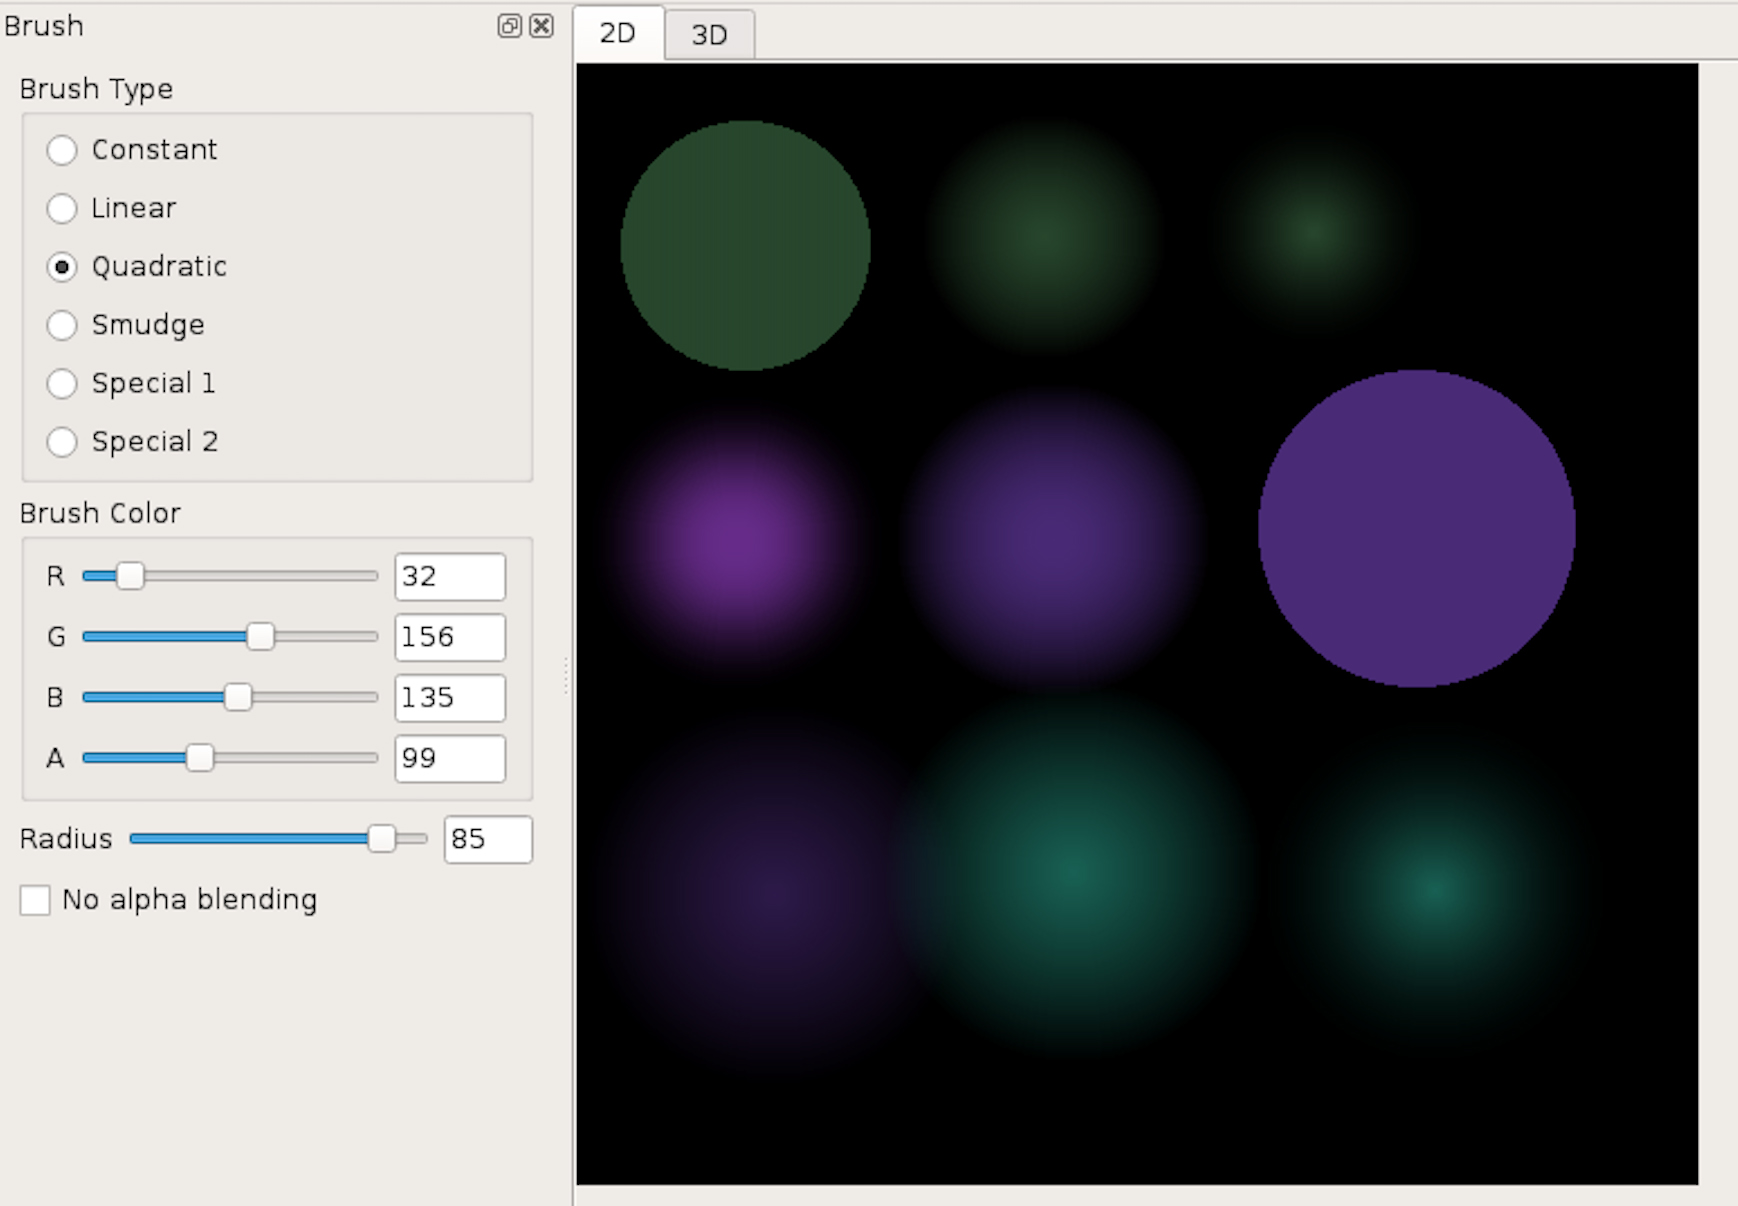 Brush
2D
3D
Brush Type
Constant
Linear
Quadratic
Smudge
Special 1
Special 2
Brush Color
R 32
G 156
B 135
A 99
Radius 85
No alpha blending